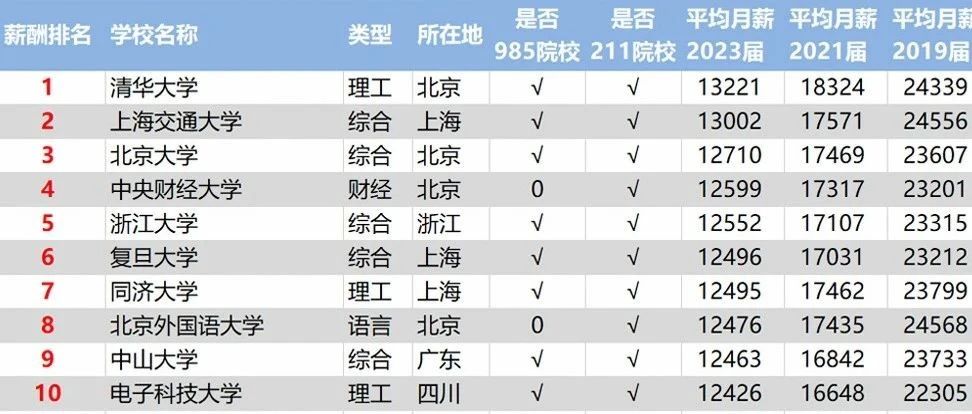 薪酬排名 学校名称 类型 所在地 是否985院校 是否211院校 平均月薪2023届 平均月薪2021届 平均月薪2019届
1 清华大学 理工 北京 √ √ 13221 18324 24339
2 上海交通大学 综合 上海 √ √ 13002 17571 24556
3 北京大学 综合 北京 √ √ 12710 17469 23607
4 中央财经大学 财经 北京 0 √ 12599 17317 23201
5 浙江大学 综合 浙江 √ √ 12552 17107 23315
6 复旦大学 综合 上海 √ √ 12496 17031 23212
7 同济大学 理工 上海 √ √ 12495 17462 23799
8 北京外国语大学 语言 北京 0 √ 12476 17435 24568
9 中山大学 综合 广东 √ √ 12463 16842 23733
10 电子科技大学 理工 四川 √ √ 12426 16648 22305